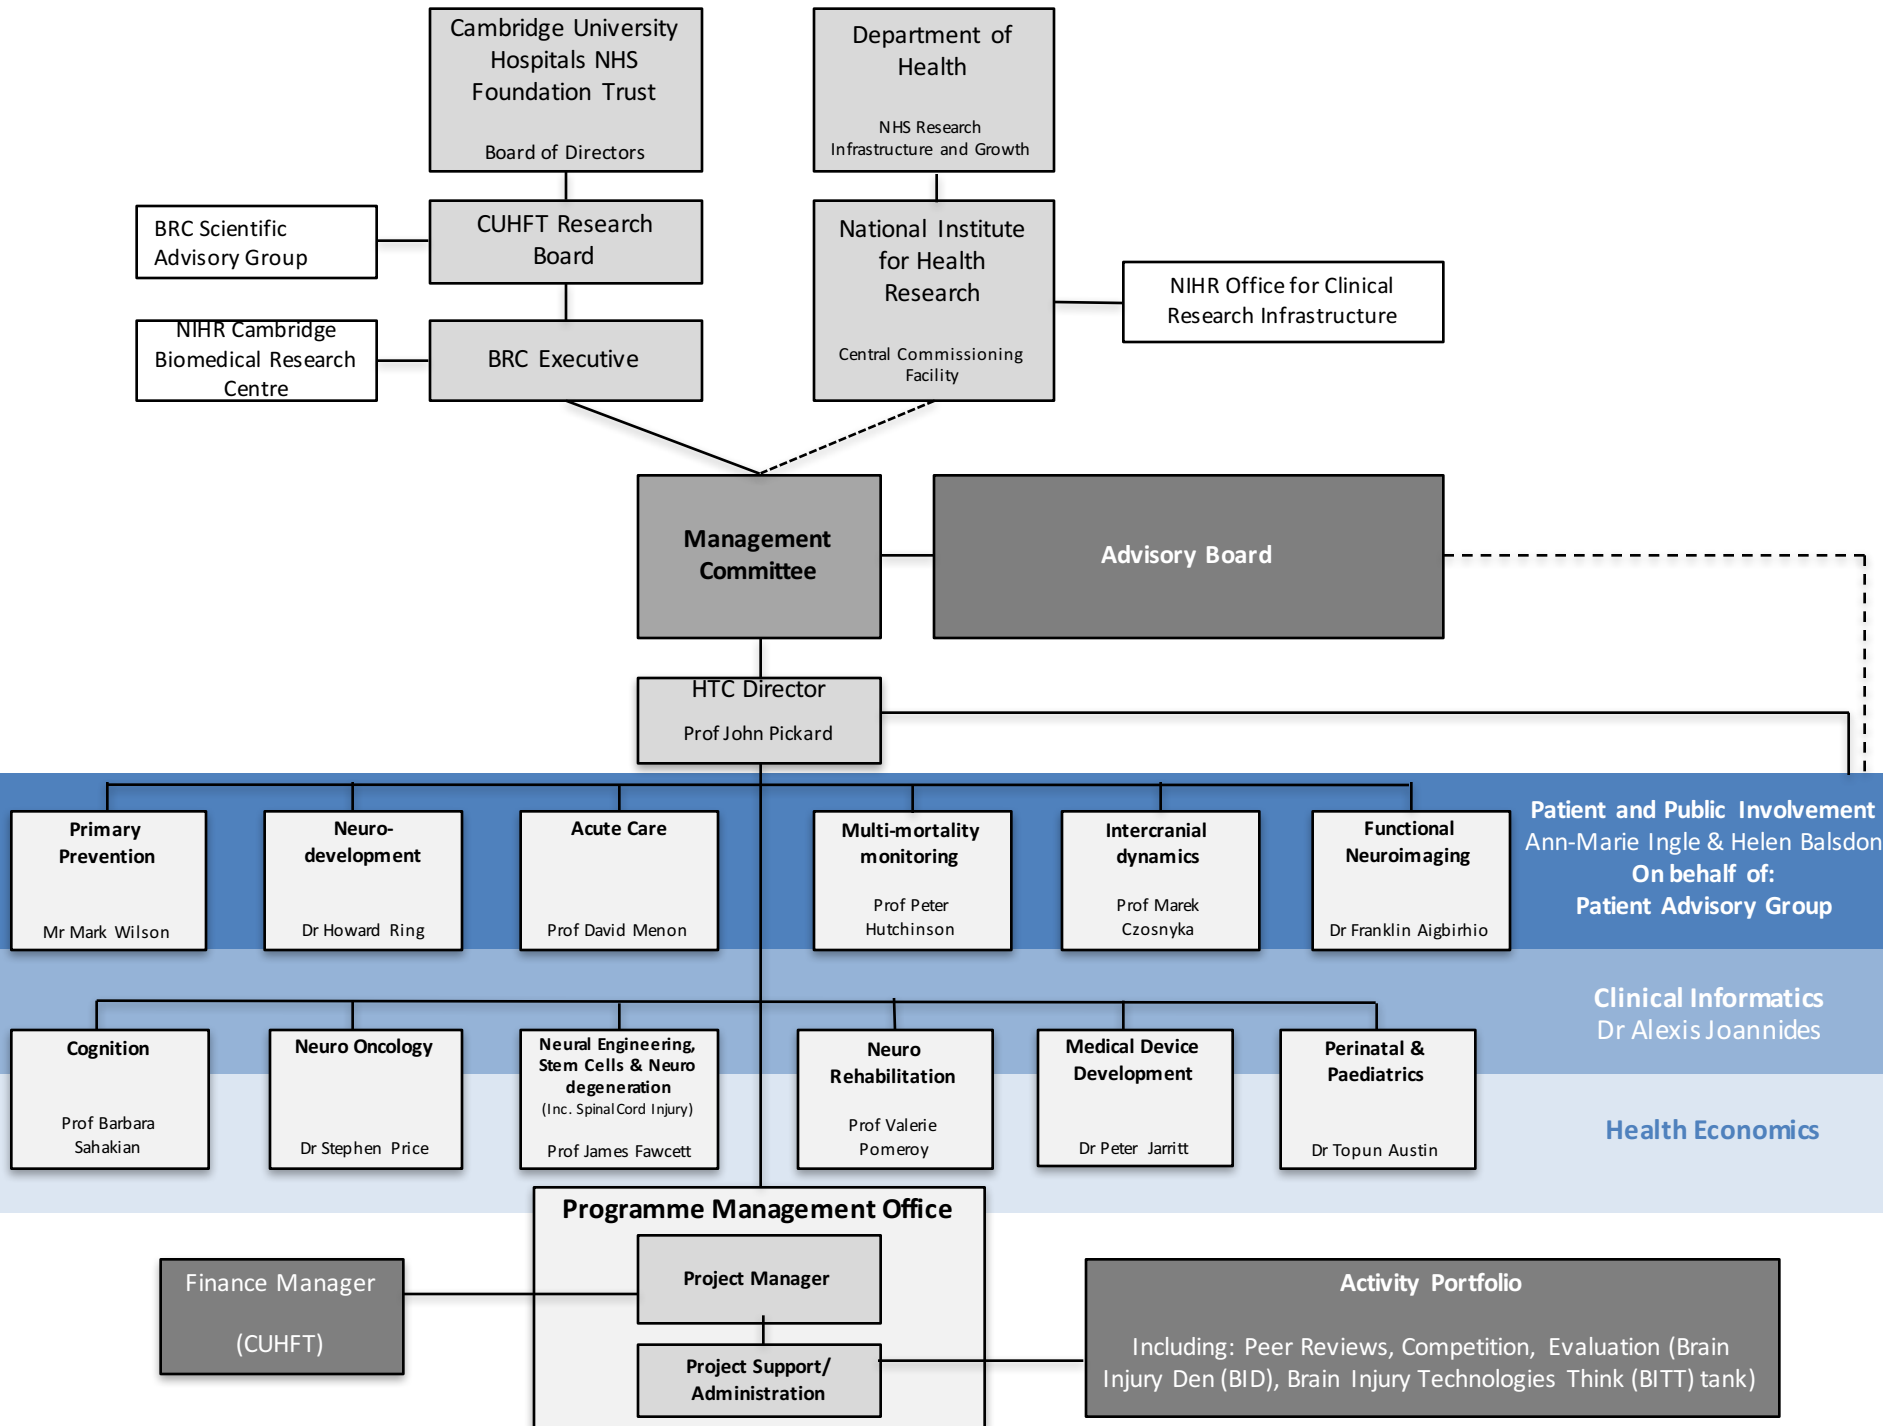 Cambridge University
Hospitals NHS
Foundation Trust
Board of Directors
Department of
Health
NHS Research
Infrastructure and Growth
BRC Scientific
Advisory Group
CUHFT Research
Board
National Institute
for Health
Research
Central Commissioning
Facility
NIHR Office for Clinical
Research Infrastructure
NIHR Cambridge
Biomedical Research
Centre
BRC Executive
Management
Committee
Advisory Board
HTC Director
Prof John Pickard
Primary
Prevention
Mr Mark Wilson
Neuro-
development
Dr Howard Ring
Acute Care
Prof David Menon
Multi-mortality
monitoring
Prof Peter
Hutchinson
Intercranial
dynamics
Prof Marek
Czosnyka
Functional
Neuroimaging
Dr Franklin Aigbirhio
Patient and Public Involvement
Ann-Marie Ingle & Helen Balsdon
On behalf of:
Patient Advisory Group
Clinical Informatics
Dr Alexis Joannides
Cognition
Prof Barbara
Sahakian
Neuro Oncology
Dr Stephen Price
Neural Engineering,
Stem Cells & Neuro
degeneration
(Inc. Spinal Cord Injury)
Prof James Fawcett
Neuro
Rehabilitation
Prof Valerie
Pomeroy
Medical Device
Development
Dr Peter Jarritt
Perinatal &
Paediatrics
Dr Topun Austin
Health Economics
Programme Management Office
Project Manager
Project Support/
Administration
Finance Manager
(CUHFT)
Activity Portfolio
Including: Peer Reviews, Competition, Evaluation (Brain
Injury Den (BID), Brain Injury Technologies Think (BITT) tank)